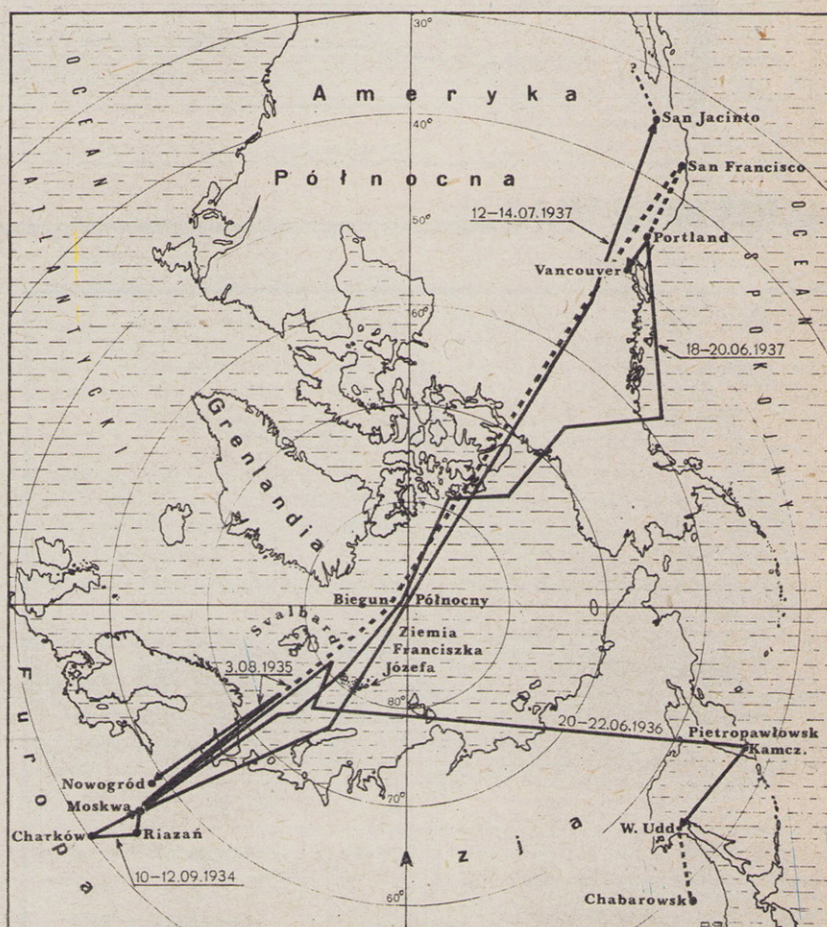 30°
OCEAN ATLANTYCKI
Ameryka
Północna
?
San Jacinto
40°
San Francisco
12–14.07.1937
50°
Portland
Vancouver
OCEAN SPOKOJNY
60°
18–20.06.1937
Grenlandia
Biegun Północny
Svalbard
Ziemia
Franciszka
Józefa
3.08.1935
80°
20–22.06.1936
Pietropawłowsk
Kamcz.
Europa
Nowogród
70°
Moskwa
Charków
Riazań
W. Udd
Azja
10–12.09.1934
60°
Chabarowsk